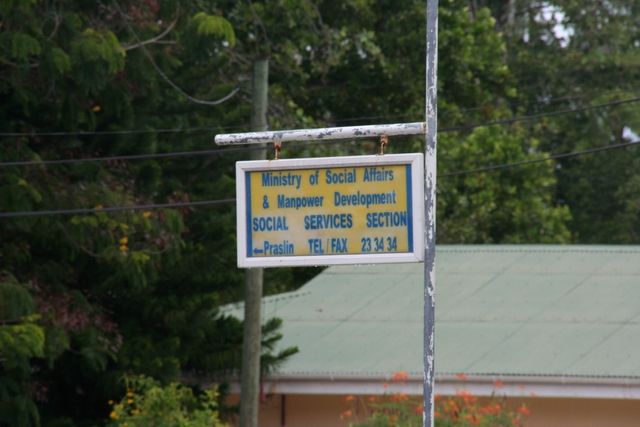 Ministry of Social Affairs
& Manpower Development
SOCIAL SERVICES SECTION
←Praslin TEL/FAX 23 34 34